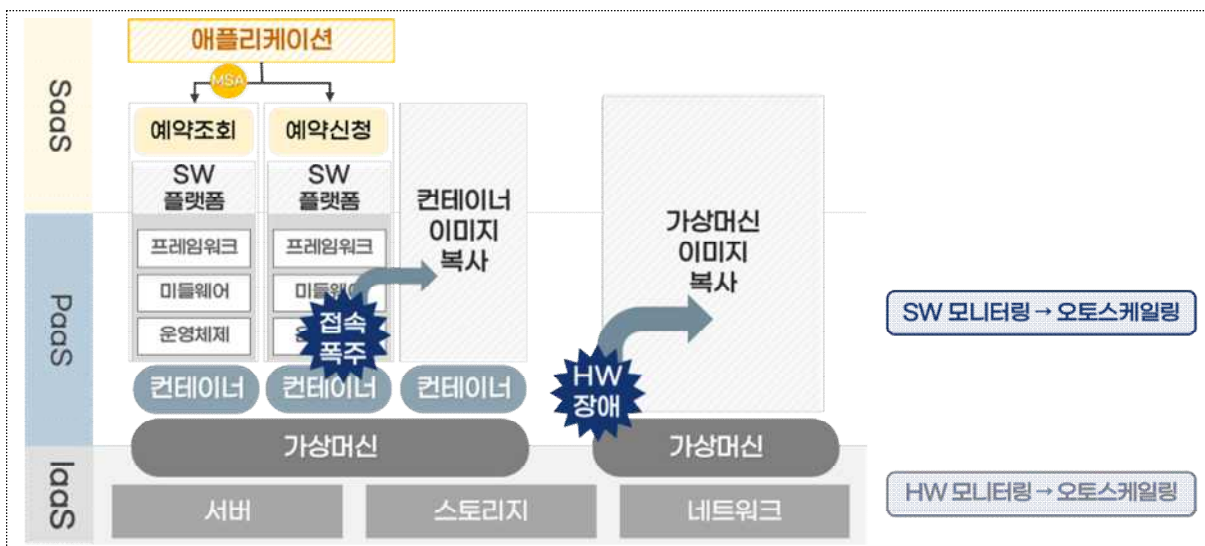 애플리케이션
MSA
SaaS
예약조회
예약신청
SW
플랫폼
SW
플랫폼
컨테이너
이미지
복사
가상머신
이미지
복사
PaaS
프레임워크
프레임워크
미들웨어
미들웨어
운영체제
접속
폭주
SW 모니터링 → 오토스케일링
컨테이너
컨테이너
컨테이너
HW
장애
가상머신
가상머신
IaaS
서버
스토리지
네트워크
HW 모니터링 → 오토스케일링